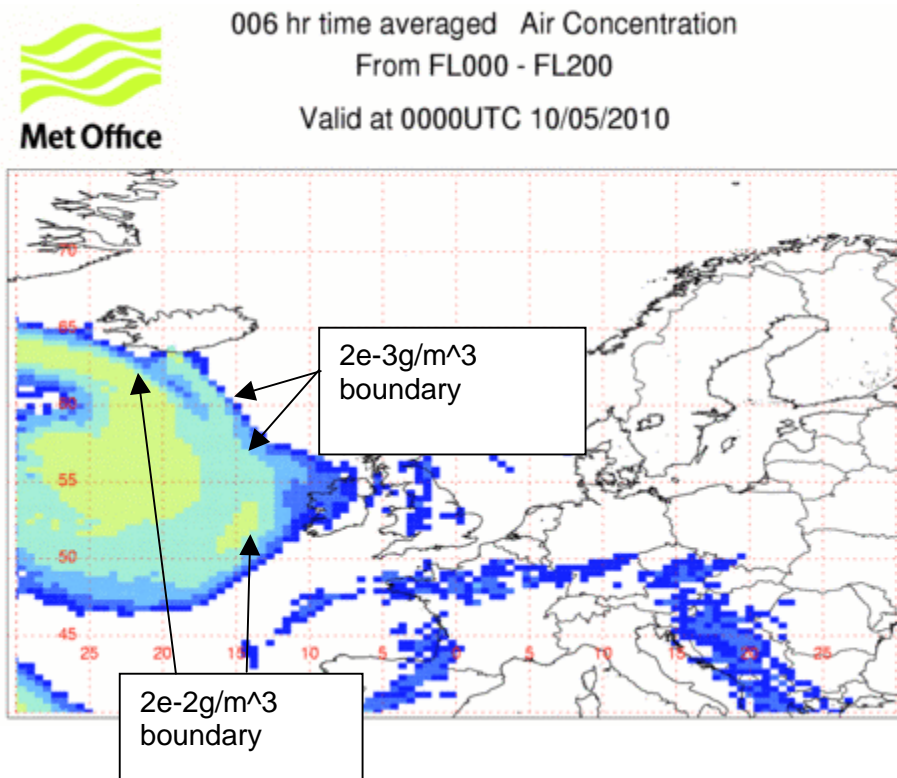 006 hr time averaged Air Concentration
From FL000 - FL200
Valid at 0000UTC 10/05/2010
Met Office
70
65
2e-3g/m^3
boundary
60
55
50
45
25 20 15 10 5 0 5 10 15 20 25
2e-2g/m^3
boundary